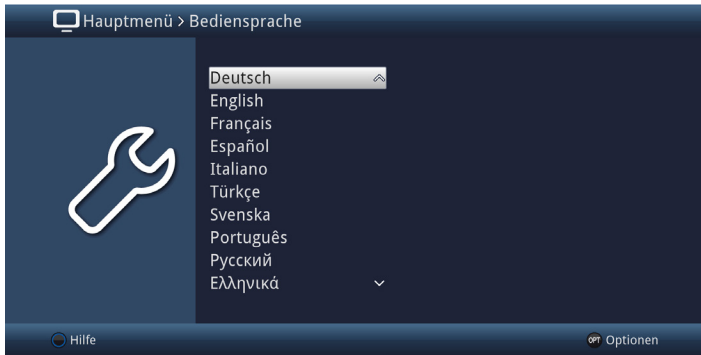 Hauptmenü > Bediensprache
Deutsch
English
Français
Español
Italiano
Türkçe
Svenska
Português
Русский
Ελληνικά
Hilfe
OPT Optionen